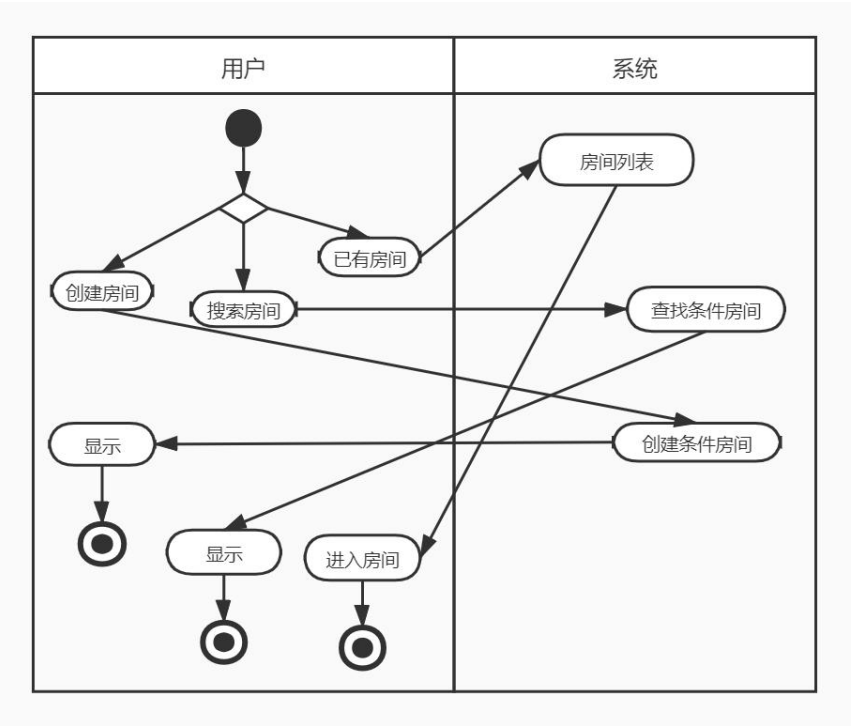 用户
系统
房间列表
已有房间
创建房间
搜索房间
查找条件房间
显示
创建条件房间
显示
进入房间